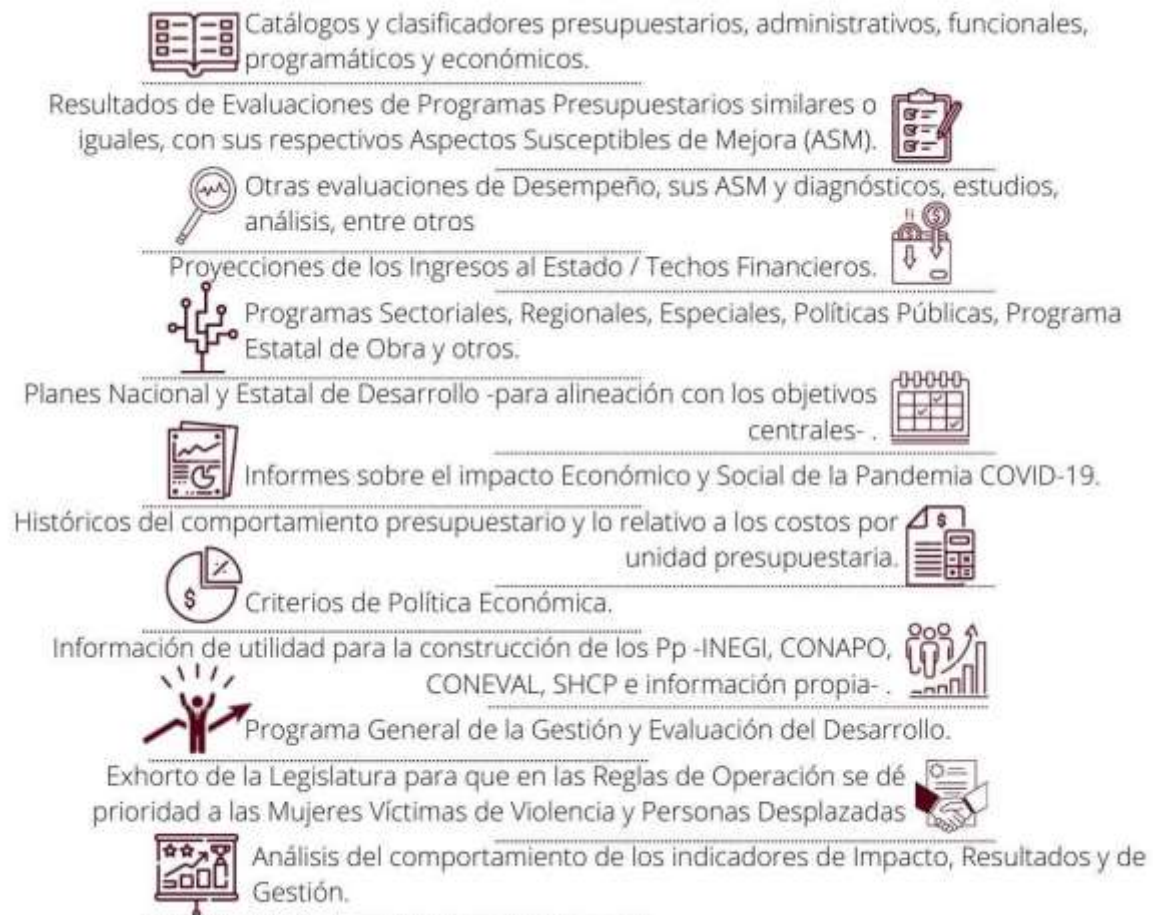 Catálogos y clasificadores presupuestarios, administrativos, funcionales,
programáticos y económicos.
Resultados de Evaluaciones de Programas Presupuestarios similares o
iguales, con sus respectivos Aspectos Susceptibles de Mejora (ASM).
Otras evaluaciones de Desempeño, sus ASM y diagnósticos, estudios,
análisis, entre otros
Proyecciones de los Ingresos al Estado / Techos Financieros.
Programas Sectoriales, Regionales, Especiales, Políticas Públicas, Programa
Estatal de Obra y otros.
Planes Nacional y Estatal de Desarrollo -para alineación con los objetivos
centrales- .
Informes sobre el impacto Económico y Social de la Pandemia COVID-19.
Históricos del comportamiento presupuestario y lo relativo a los costos por
unidad presupuestaria.
Criterios de Política Económica.
Información de utilidad para la construcción de los Pp -INEGI, CONAPO,
CONEVAL, SHCP e información propia- .
Programa General de la Gestión y Evaluación del Desarrollo.
Exhorto de la Legislatura para que en las Reglas de Operación se dé
prioridad a las Mujeres Víctimas de Violencia y Personas Desplazadas
Análisis del comportamiento de los indicadores de Impacto, Resultados y de
Gestión.